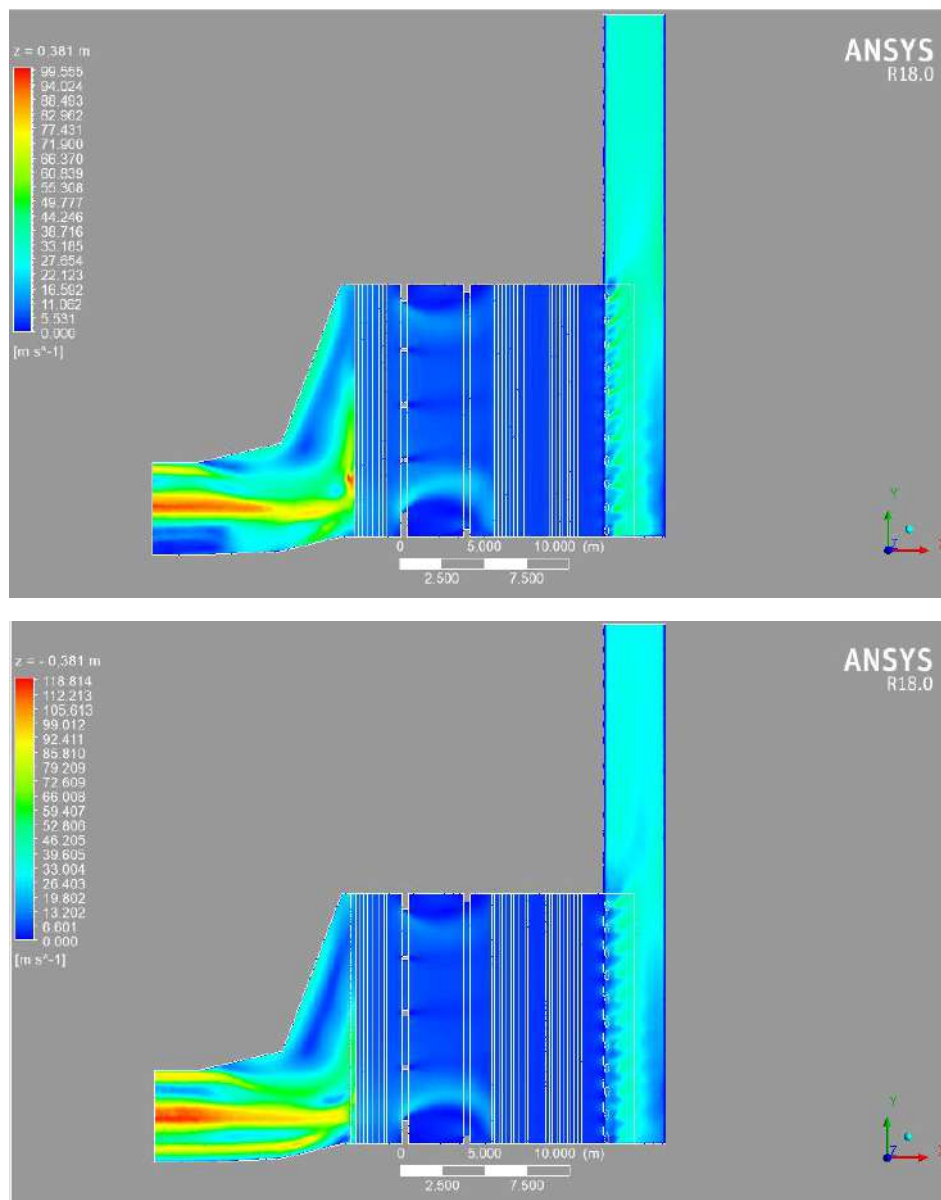 z = 0.381 m
99.555
94.024
88.493
82.962
77.431
71.900
66.370
60.839
55.308
49.777
44.246
38.716
33.185
27.654
22.123
16.592
11.062
5.531
0.000
[m s^-1]
ANSYS
R18.0
0 5.000 10.000 (m)
2.500 7.500
Y
Z X
z = - 0.381 m
118.814
112.213
105.613
99.012
92.411
85.810
79.209
72.609
66.008
59.407
52.806
46.205
39.605
33.004
26.403
19.802
13.202
6.601
0.000
[m s^-1]
ANSYS
R18.0
0 5.000 10.000 (m)
2.500 7.500
Y
Z X